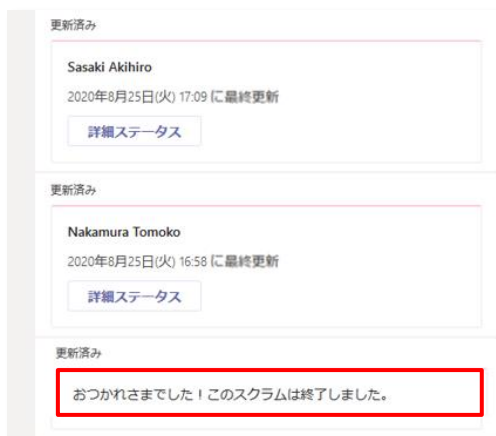 更新済み
Sasaki Akihiro
2020年8月25日(火) 17:09 に最終更新
詳細ステータス
更新済み
Nakamura Tomoko
2020年8月25日(火) 16:58 に最終更新
詳細ステータス
更新済み
おつかれさまでした！このスクラムは終了しました。